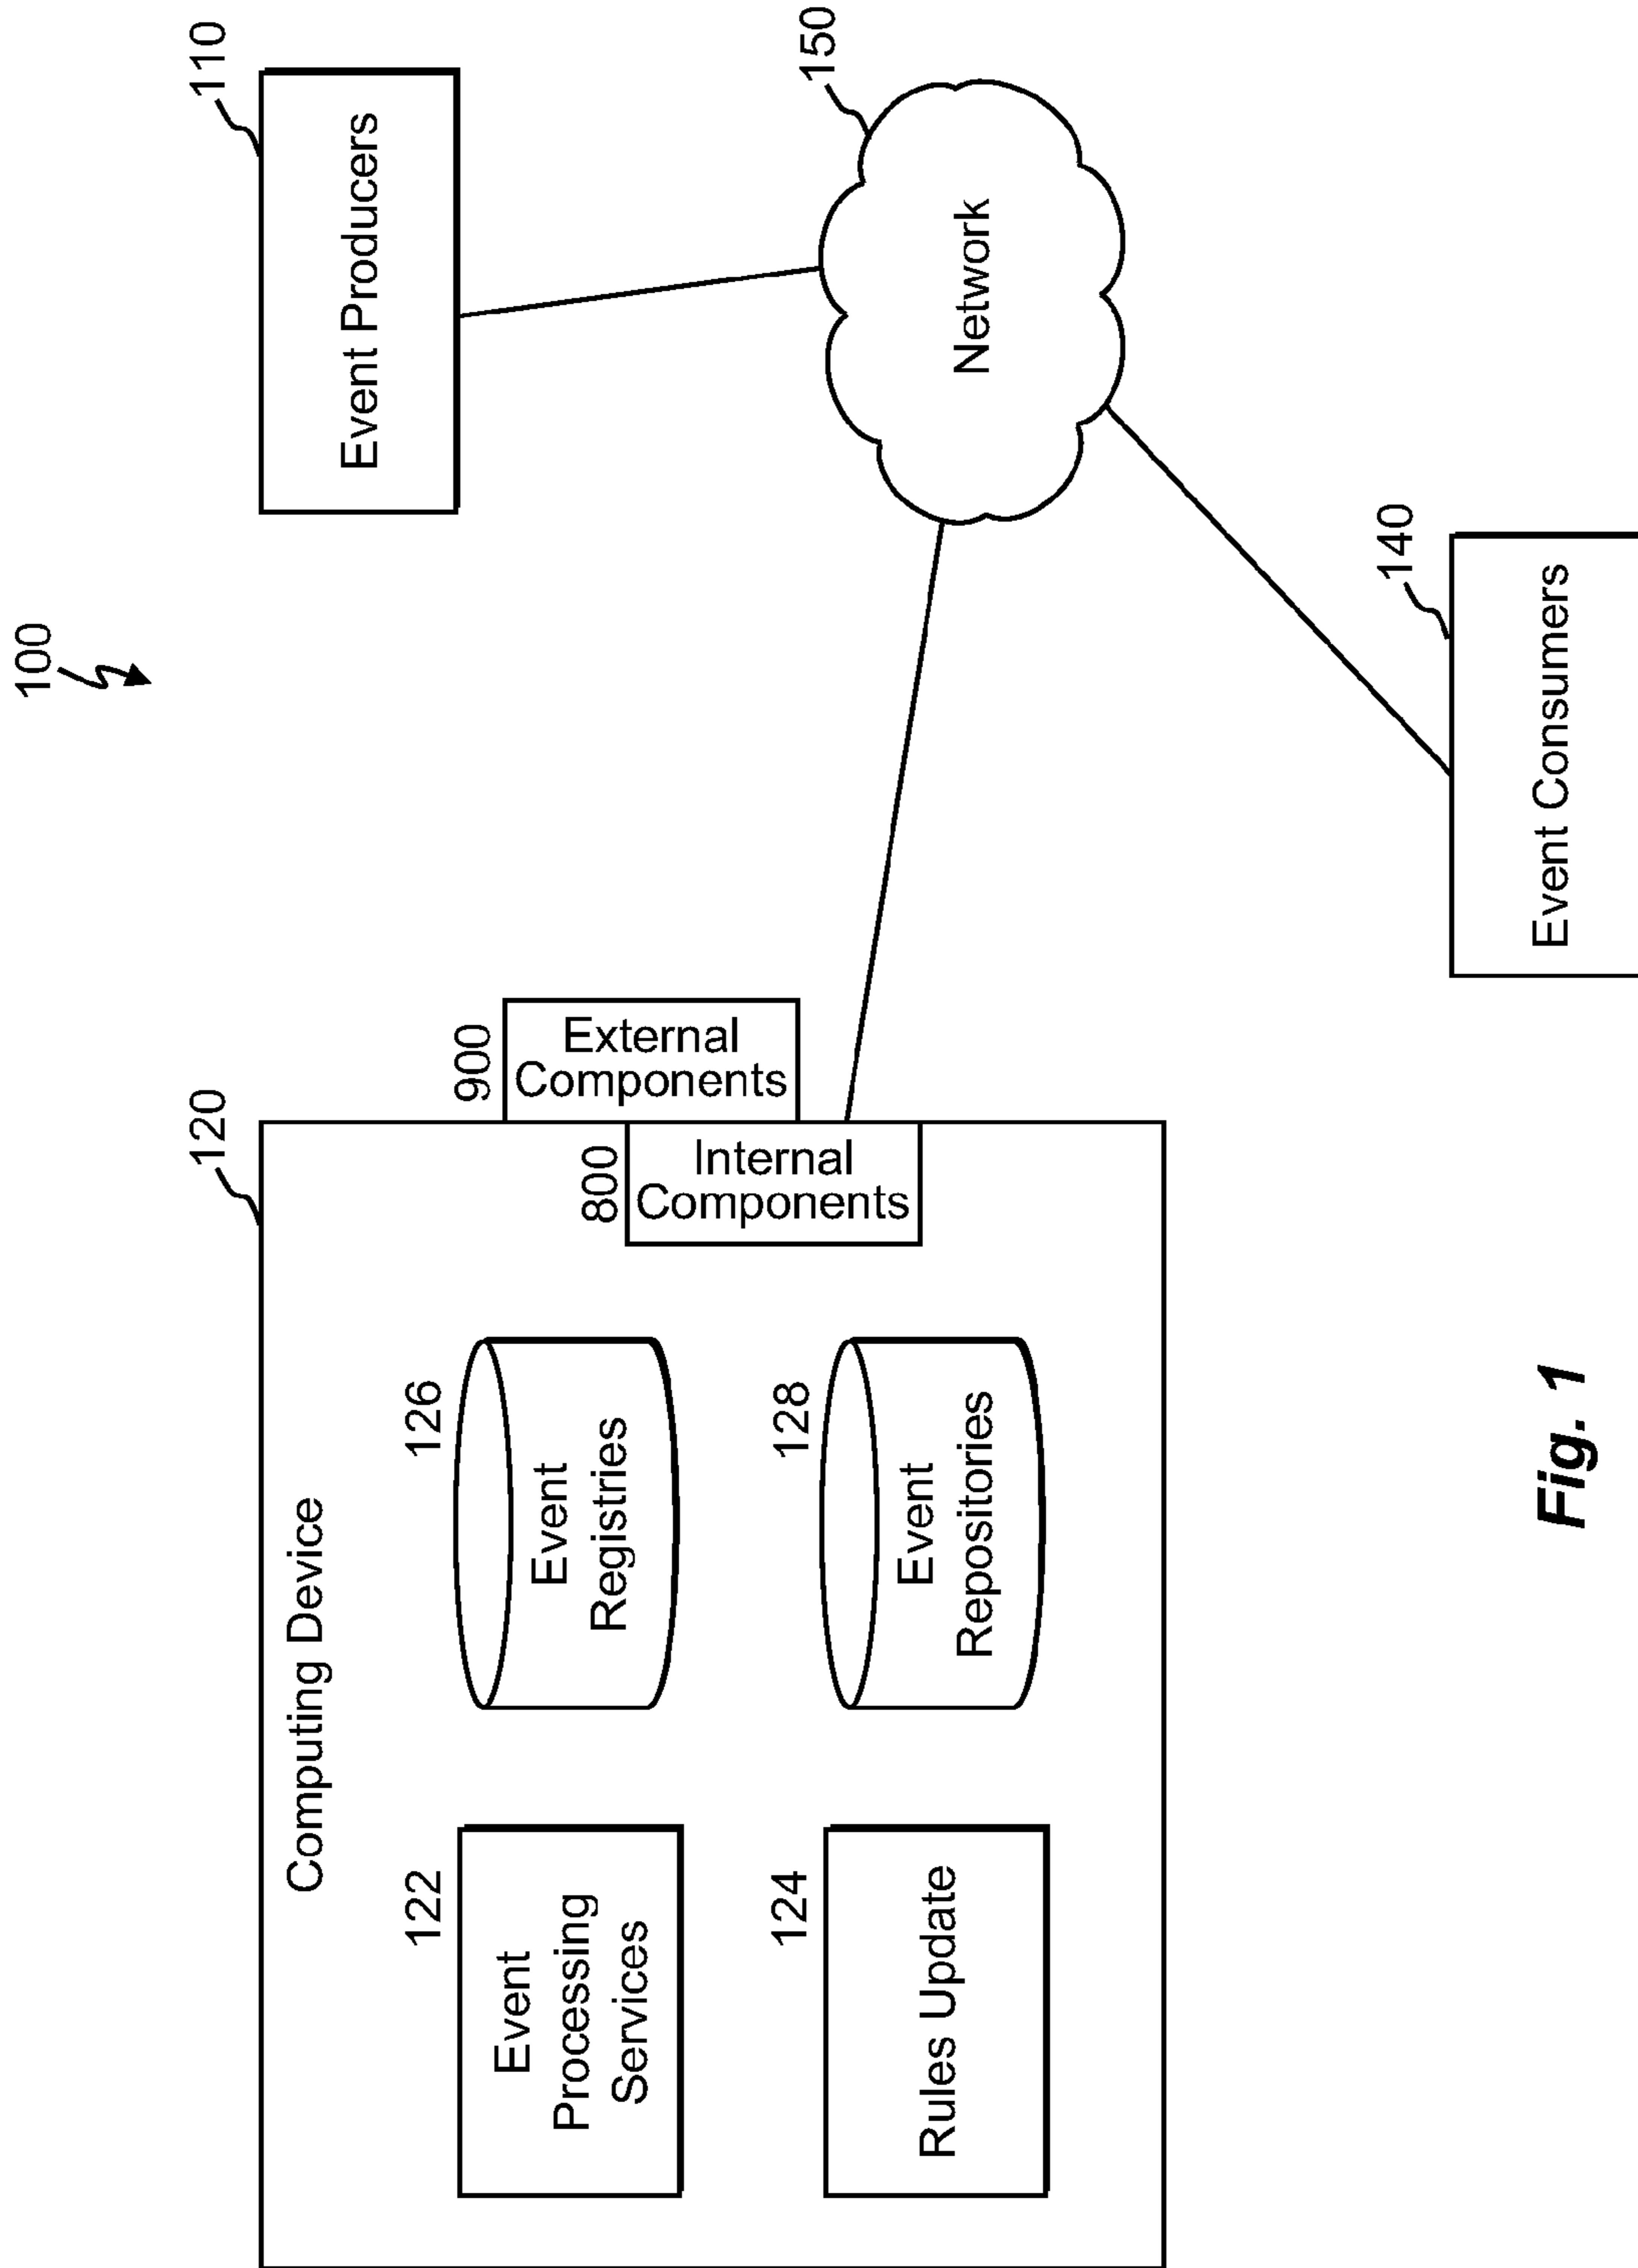 100
120
Computing Device
122
Event
Processing
Services
126
Event
Registries
900
External
Components
110
Event Producers
124
Rules Update
128
Event
Repositories
800
Internal
Components
150
Network
140
Event Consumers
Fig. 1